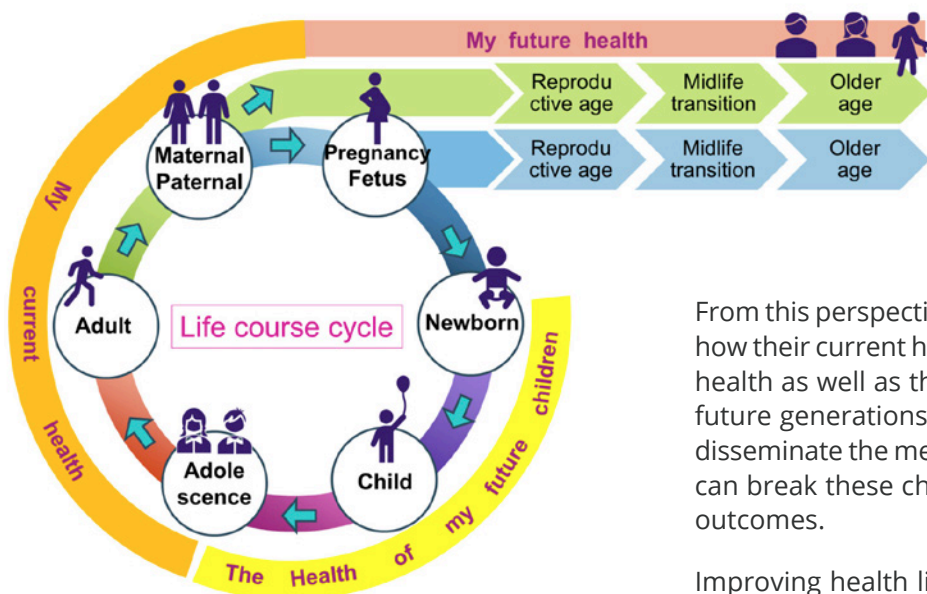 My future health
Reprodu
ctive age
Midlife
transition
Older
age
Reprodu
ctive age
Midlife
transition
Older
age
Maternal
Paternal
Pregnancy
Fetus
My current health
Adult
Life course cycle
Newborn
Adole
scence
Child
The Health of my future children
From this perspecti
how their current h
health as well as th
future generations
disseminate the me
can break these ch
outcomes.
Improving health li